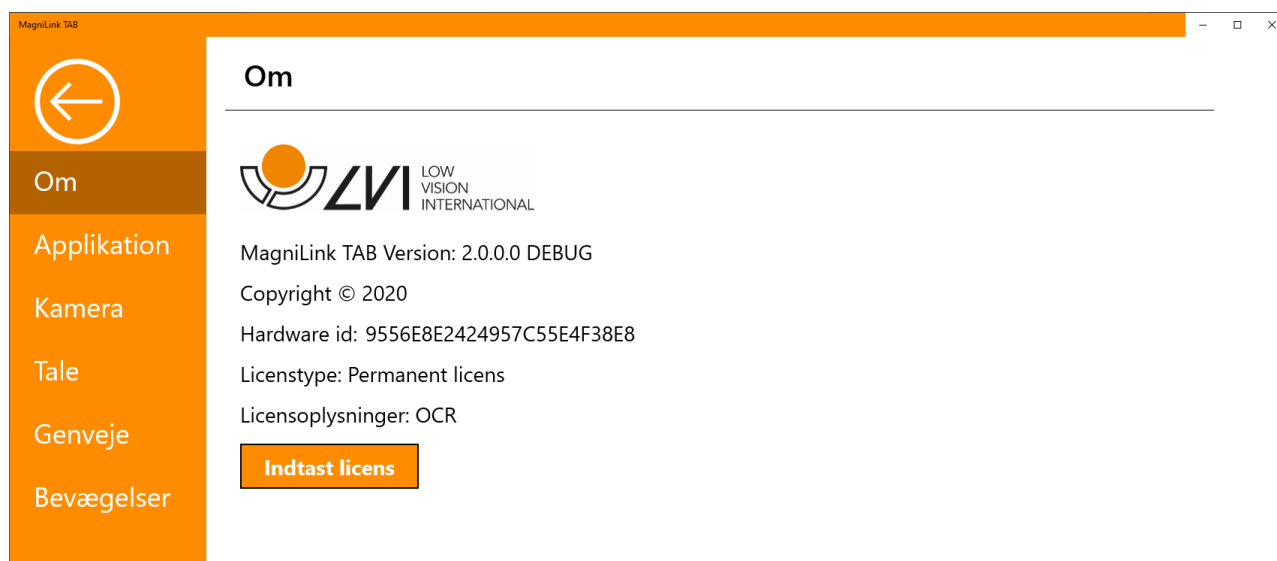 MagniLink TAB
Om
Om
Applikation
Kamera
Tale
Genveje
Bevægelser
LVI
LOW
VISION
INTERNATIONAL
MagniLink TAB Version: 2.0.0.0 DEBUG
Copyright © 2020
Hardware id: 9556E8E2424957C55E4F38E8
Licenstype: Permanent licens
Licensoplysninger: OCR
Indtast licens